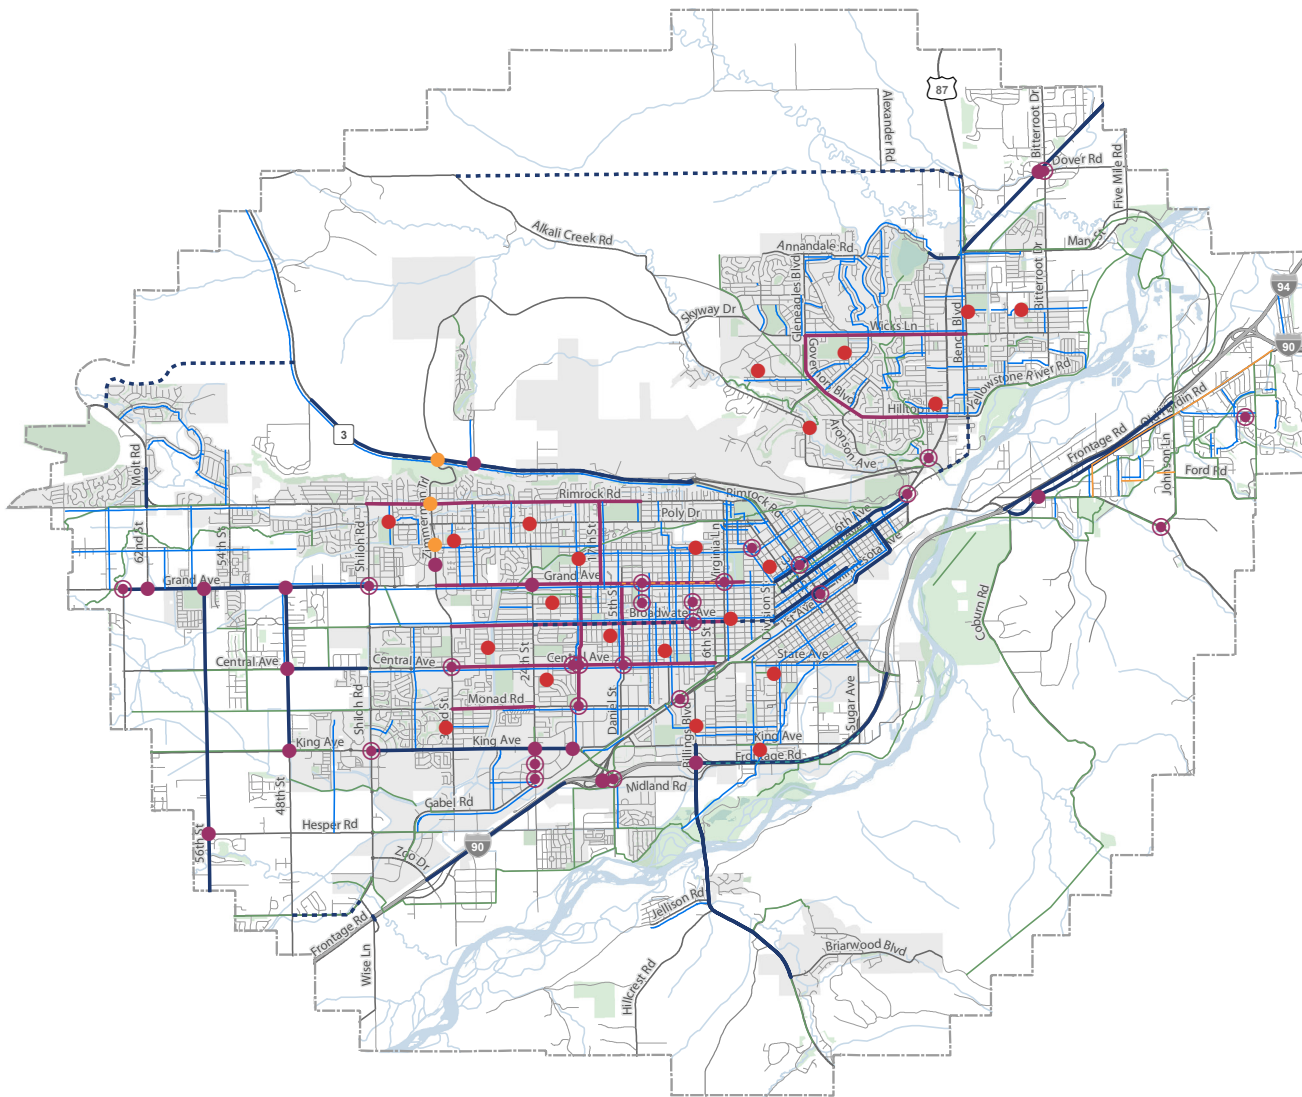 87
Alexander Rd
Bitterroot Dr
Dover Rd
Five Mile Rd
Alkali Creek Rd
Annandale Rd
Mary St
Bitterroot Dr
Gleneagles Blvd
94
Skyway Dr
Wicks Ln
90
Governors Blvd
Yellowstone River Rd
Hilltop
Old Hardin Rd
3
Aronson Ave
Frontage Rd
Johnson Ln
Molt Rd
Ford Rd
Rimrock Rd
Rimrock Rd
Poly Dr
6th Ave
62nd St
54th St
Shiloh Rd
17th St
Virginia Ln
Grand Ave
Grand Ave
5th St
Broadwater Ave
Division St
Coburn Rd
Central Ave
Central Ave
24th St
Central Ave
6th St
State Ave
Shiloh Rd
Monad Rd
Daniel St
Billings Blvd
Sugar Ave
King Ave
King Ave
King Ave
Frontage Rd
48th St
Midland Rd
Gabel Rd
Hesper Rd
56th St
90
Zoo Dr
Jellison Rd
Frontage Rd
Wise Ln
Hillcrest Rd
Briarwood Blvd